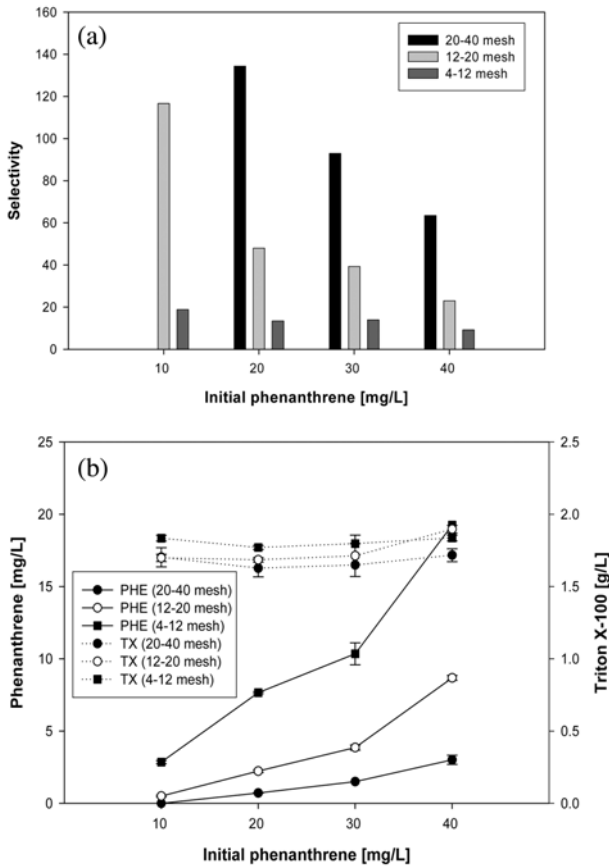 (a)
160
140
120
100
80
60
40
20
0
Selectivity
20-40 mesh
12-20 mesh
4-12 mesh
10 20 30 40
Initial phenanthrene [mg/L]
(b)
25
20
15
10
5
0
Phenanthrene [mg/L]
PHE (20-40 mesh)
PHE (12-20 mesh)
PHE (4-12 mesh)
TX (20-40 mesh)
TX (12-20 mesh)
TX (4-12 mesh)
2.5
2.0
1.5
1.0
0.5
0.0
Triton X-100 [g/L]
10 20 30 40
Initial phenanthrene [mg/L]